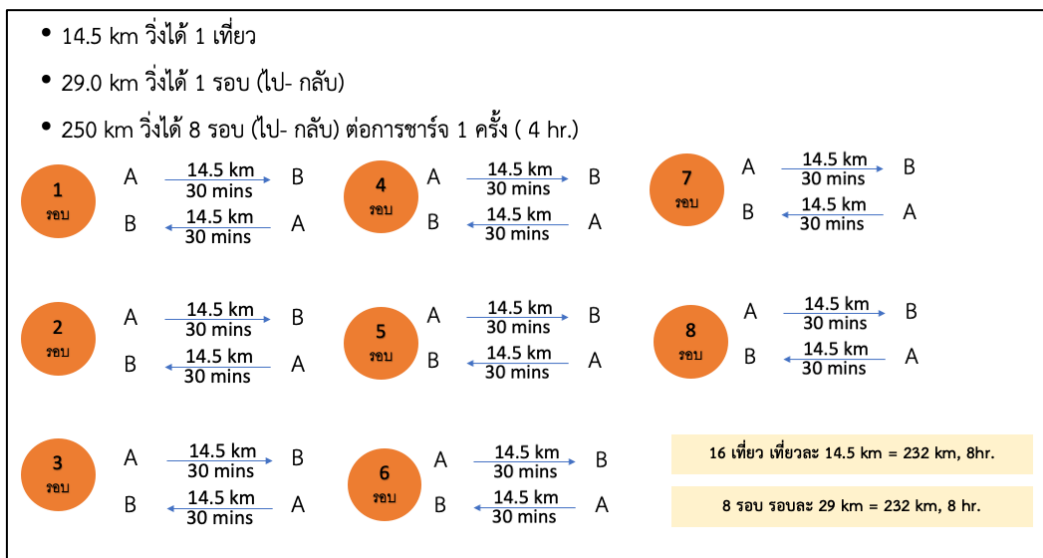 • 14.5 km วิ่งได้ 1 เที่ยว
• 29.0 km วิ่งได้ 1 รอบ (ไป- กลับ)
• 250 km วิ่งได้ 8 รอบ (ไป- กลับ) ต่อการชาร์จ 1 ครั้ง ( 4 hr.)
1
รอบ
A 14.5 km B
30 mins
B 14.5 km A
30 mins
4
รอบ
A 14.5 km B
30 mins
B 14.5 km A
30 mins
7
รอบ
A 14.5 km B
30 mins
B 14.5 km A
30 mins
2
รอบ
A 14.5 km B
30 mins
B 14.5 km A
30 mins
5
รอบ
A 14.5 km B
30 mins
B 14.5 km A
30 mins
8
รอบ
A 14.5 km B
30 mins
B 14.5 km A
30 mins
3
รอบ
A 14.5 km B
30 mins
B 14.5 km A
30 mins
6
รอบ
A 14.5 km B
30 mins
B 14.5 km A
30 mins
16 เที่ยว เที่ยวละ 14.5 km = 232 km, 8hr.
8 รอบ รอบละ 29 km = 232 km, 8 hr.